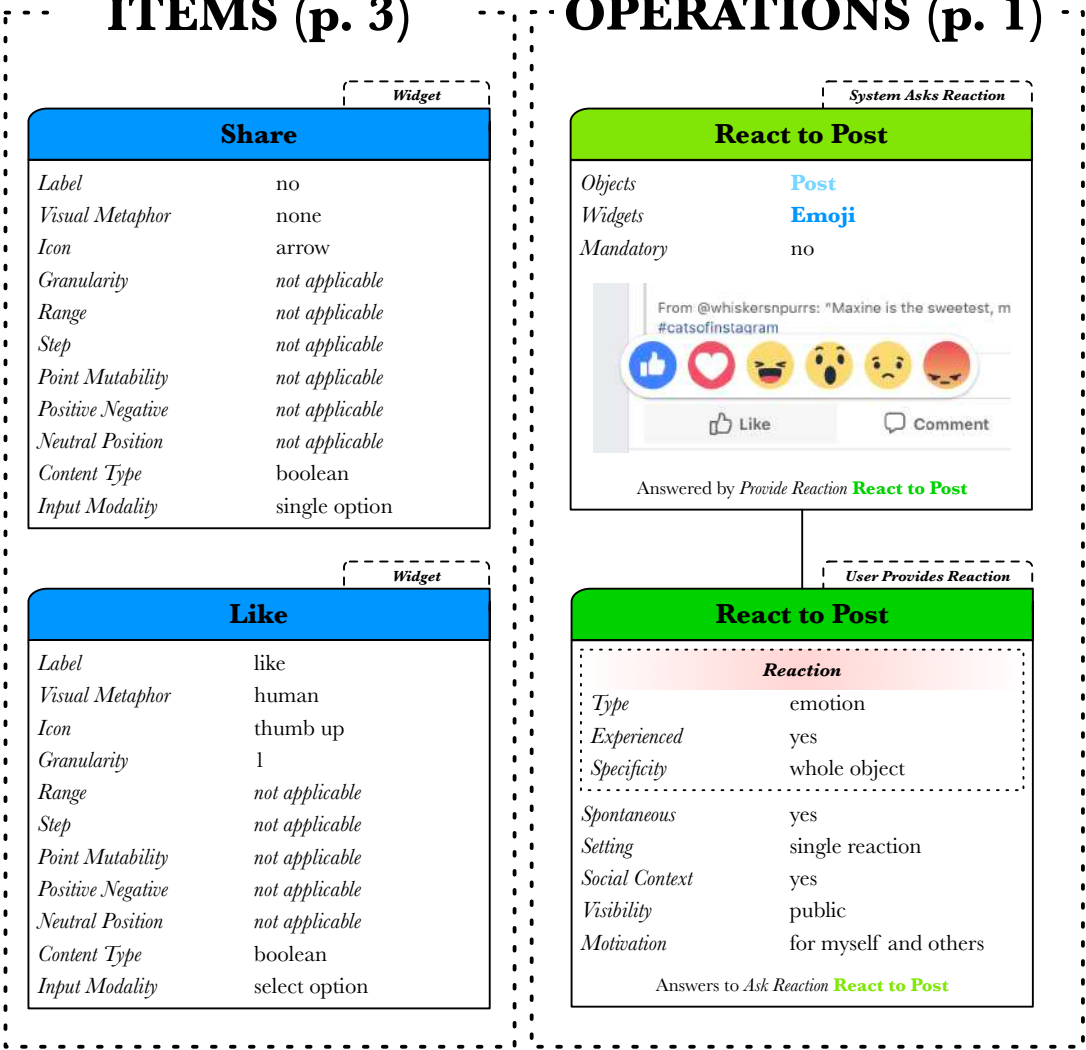 ITEMS (p. 3)
Widget
Share
Label no
Visual Metaphor none
Icon arrow
Granularity not applicable
Range not applicable
Step not applicable
Point Mutability not applicable
Positive Negative not applicable
Neutral Position not applicable
Content Type boolean
Input Modality single option
Widget
Like
Label like
Visual Metaphor human
Icon thumb up
Granularity 1
Range not applicable
Step not applicable
Point Mutability not applicable
Positive Negative not applicable
Neutral Position not applicable
Content Type boolean
Input Modality select option
OPERATIONS (p. 1)
System Asks Reaction
React to Post
Objects Post
Widgets Emoji
Mandatory no
From @whiskersnpurrs: "Maxine is the sweetest, m
#catsofinstagram
Like Comment
Answered by Provide Reaction React to Post
User Provides Reaction
React to Post
Reaction
Type emotion
Experienced yes
Specificity whole object
Spontaneous yes
Setting single reaction
Social Context yes
Visibility public
Motivation for myself and others
Answers to Ask Reaction React to Post